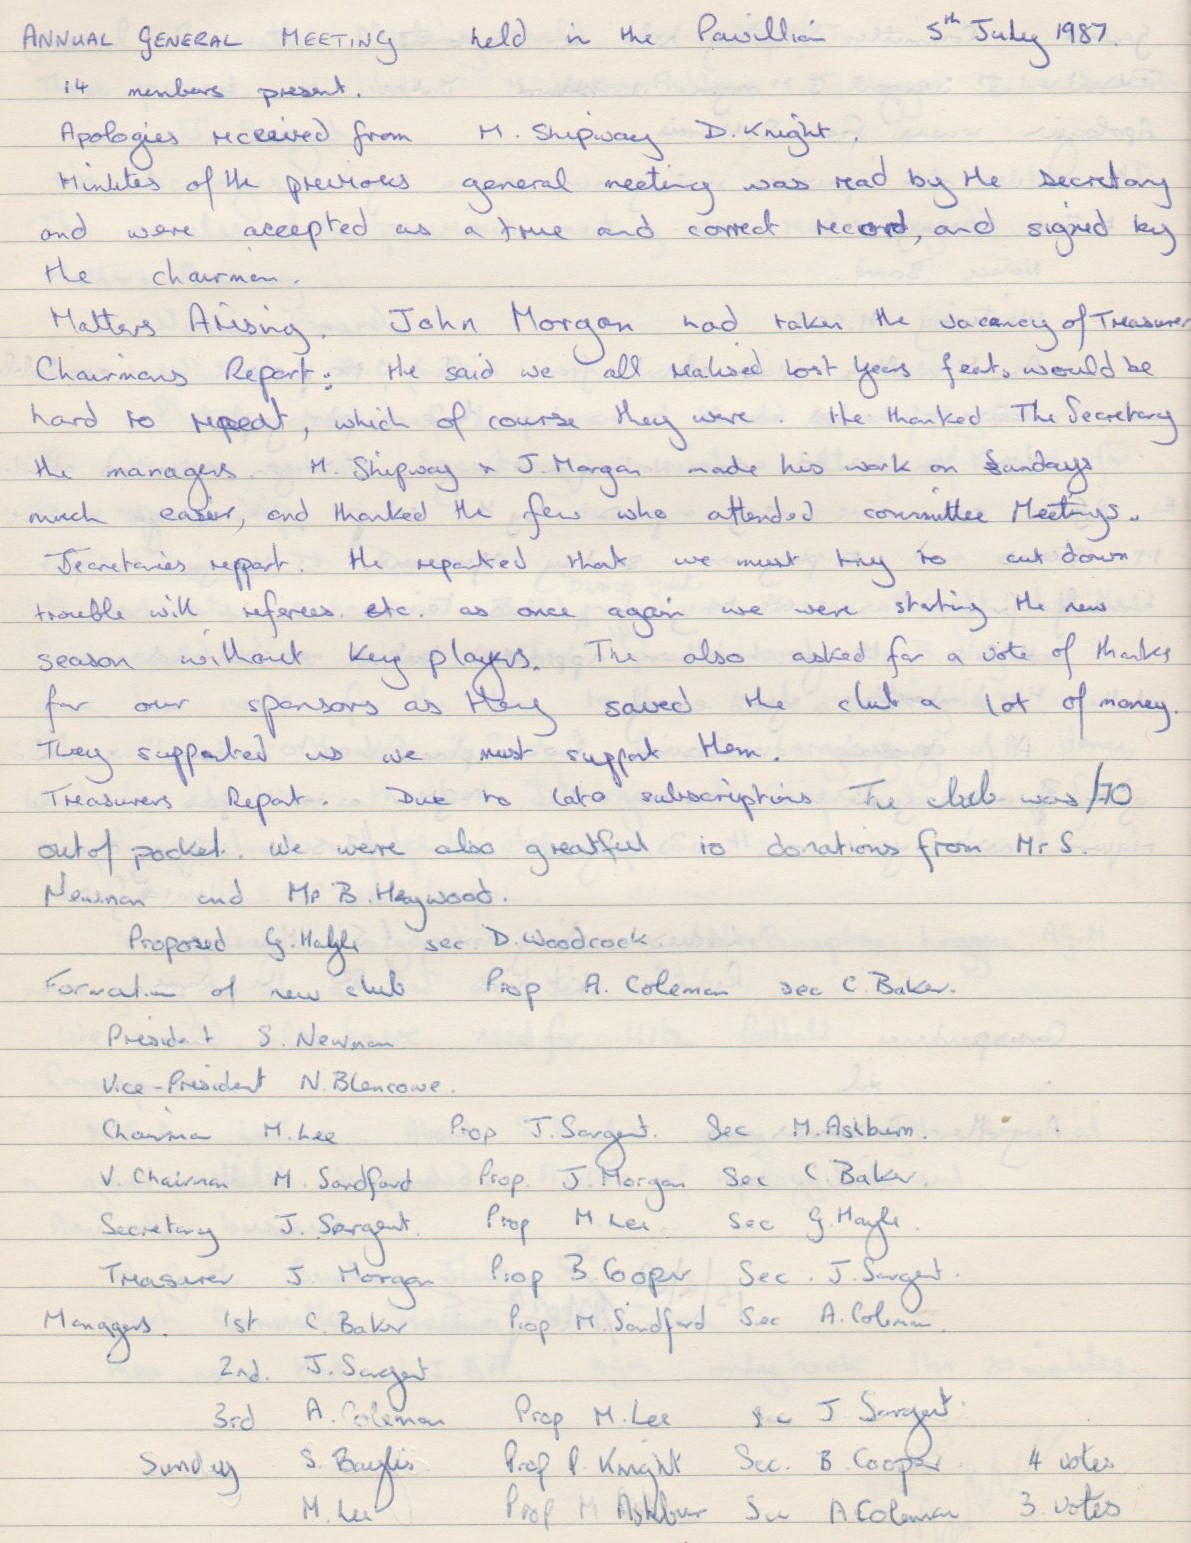 ANNUAL GENERAL MEETING held in the Pavillian 5th July 1987.
14 members present.
Apologies received from M. Shipway D. Knight.
Minutes of the previous general meeting was read by the secretary
and were accepted as a true and correct record, and signed by
the chairman.
Matters Arising. John Morgan had taken the vacancy of Treasurer
Chairmans Report: He said we all realised last years feats would be
hard to repeat, which of course they were. He thanked The Secretary
the managers. M. Shipway & J. Morgan made his work on Sundays
much easier, and thanked the few who attended committee Meetings.
Secretaries report. He reported that we must try to cut down
trouble with referees etc. as once again we were starting the new
season without key players. The also asked for a vote of thanks
for our sponsors as they saved the club a lot of money.
They supported us we must support them.
Treasurers Report. Due to late subscriptions The club was /70
out of pocket. We were also greatful to donations from Mr S.
Newman and Mr B. Haywood.
Proposed G. Hayle sec. D. Woodcock.
Formation of new club Prop A. Coleman sec C. Baker.
President S. Newman
Vice-President N. Blencowe.
Chairman M. Lee Prop J. Sargent. Sec M. Ashburn.
V. Chairman M. Sandford Prop. J. Morgan Sec C. Baker.
Secretary J. Sargent. Prop M. Lee Sec G. Hayle.
Treasurer J Morgan Prop B. Cooper Sec. J. Sargent.
Managers. 1st C. Baker Prop M. Sandford Sec A. Coleman.
2nd. J. Sargent
3rd A. Coleman Prop M. Lee Sec J Sargent
Sunday S. Bayliss Prop P. Knight Sec. B. Cooper 4 votes
M. Lee Prop M Ashburn Sec A Coleman 3 votes